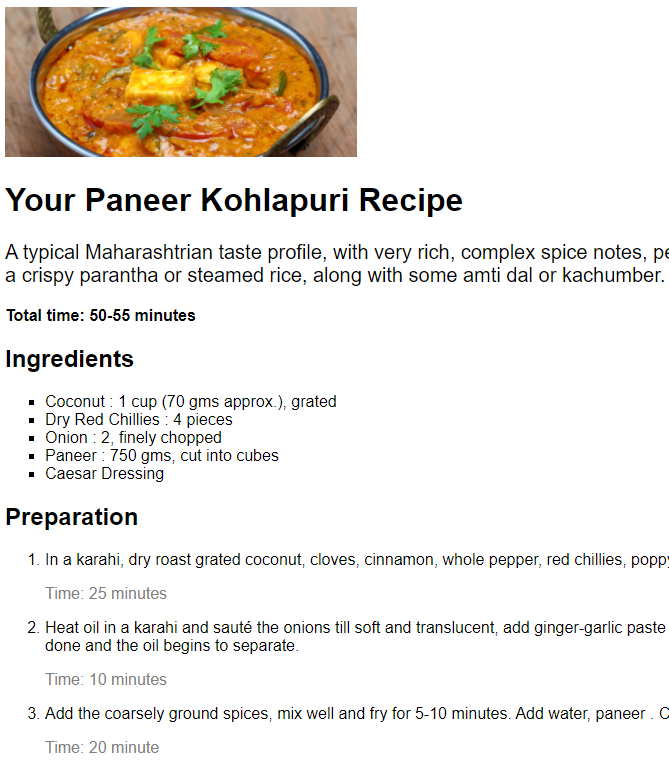 Your Paneer Kohlapuri Recipe
A typical Maharashtrian taste profile, with very rich, complex spice notes,
a crispy parantha or steamed rice, along with some amti dal or kachumber.
Total time: 50-55 minutes
Ingredients
Coconut : 1 cup (70 gms approx.), grated
Dry Red Chillies : 4 pieces
Onion : 2, finely chopped
Paneer : 750 gms, cut into cubes
Caesar Dressing
Preparation
1. In a karahi, dry roast grated coconut, cloves, cinnamon, whole pepper, red chillies,
Time: 25 minutes
2. Heat oil in a karahi and sauté the onions till soft and translucent, add ginger-garlic paste
done and the oil begins to separate.
Time: 10 minutes
3. Add the coarsely ground spices, mix well and fry for 5-10 minutes. Add water, paneer .
Time: 20 minute